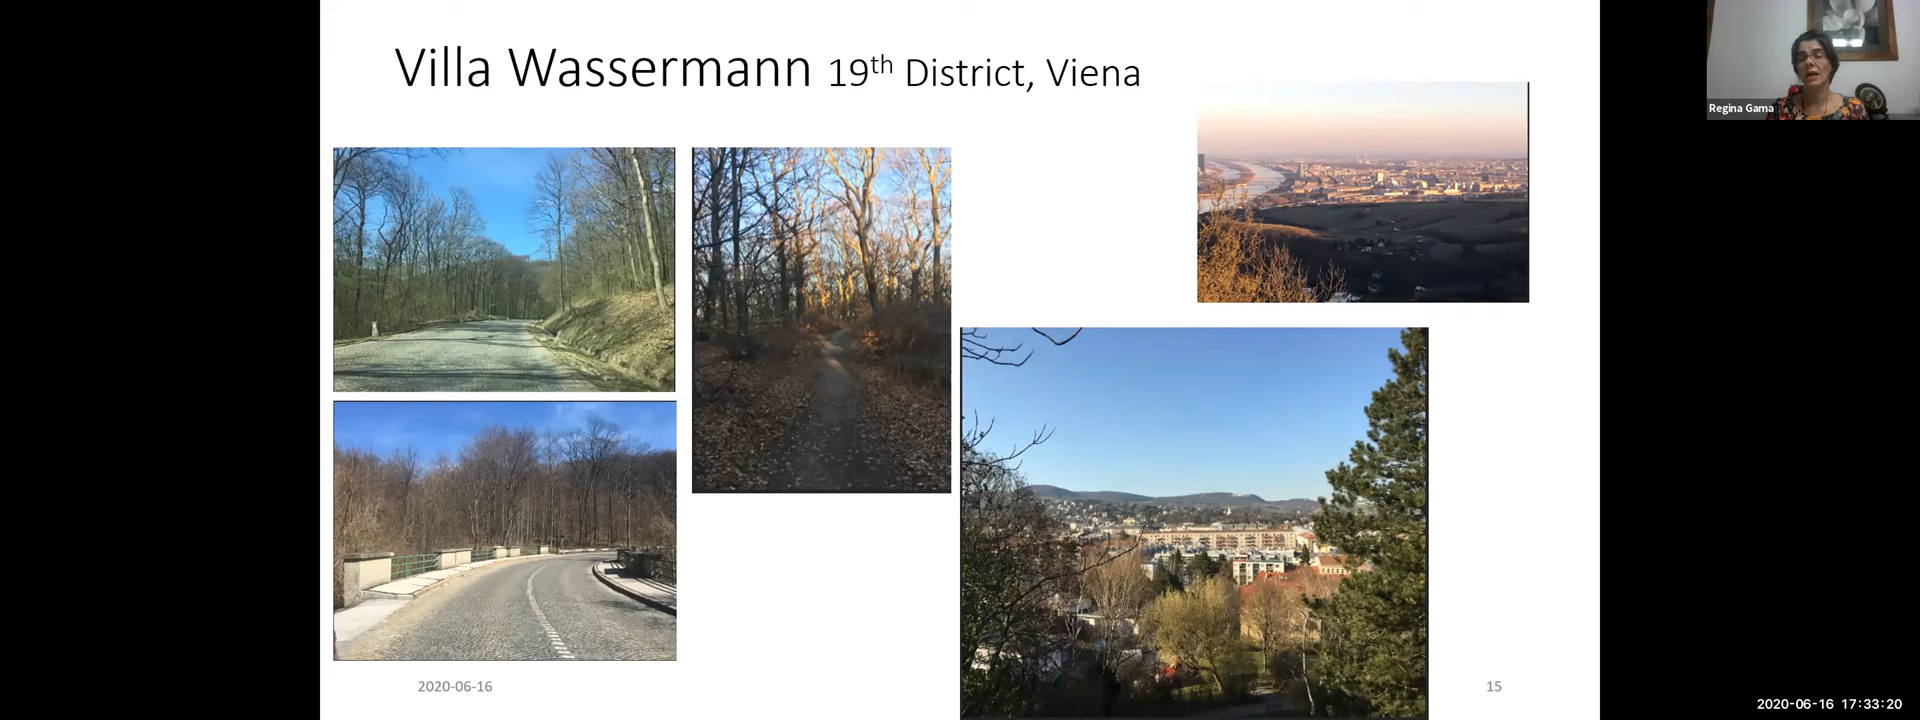 Villa Wassermann 19th District, Viena
Regina Gama
2020-06-16
15
2020-06-16 17:33:20